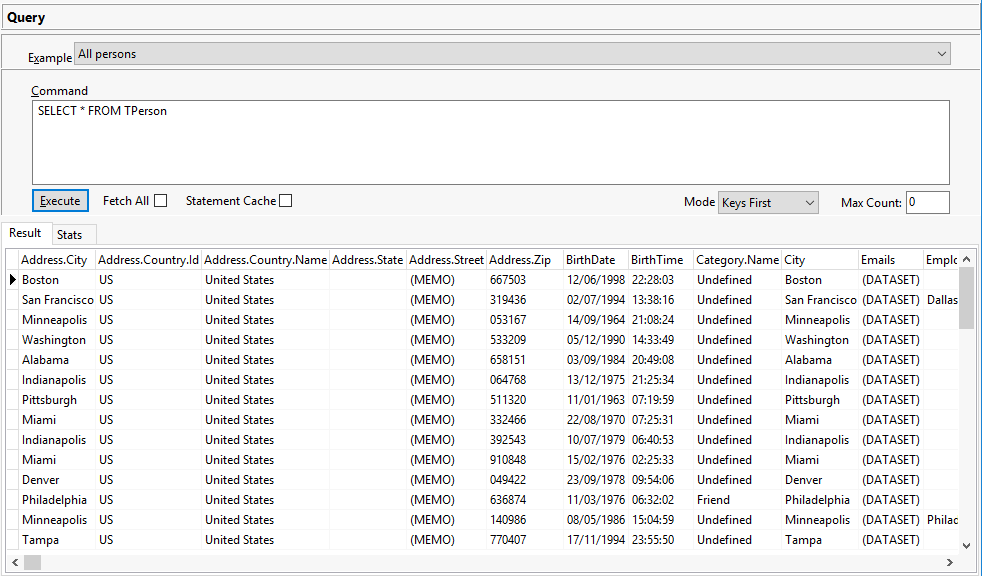 Query
Example All persons
Command
SELECT * FROM TPerson
Execute Fetch All Statement Cache Mode Keys First Max Count: 0
Result Stats
Address.City Address.Country.Id Address.Country.Name Address.State Address.Street Address.Zip BirthDate BirthTime Category.Name City Emails Emplo
Boston US United States (MEMO) 667503 12/06/1998 22:28:03 Undefined Boston (DATASET)
San Francisco US United States (MEMO) 319436 02/07/1994 13:38:16 Undefined San Francisco (DATASET) Dallas
Minneapolis US United States (MEMO) 053167 14/09/1964 21:08:24 Undefined Minneapolis (DATASET)
Washington US United States (MEMO) 533209 05/12/1990 14:33:49 Undefined Washington (DATASET)
Alabama US United States (MEMO) 658151 03/09/1984 20:49:08 Undefined Alabama (DATASET)
Indianapolis US United States (MEMO) 064768 13/12/1975 21:25:34 Undefined Indianapolis (DATASET)
Pittsburgh US United States (MEMO) 511320 11/01/1963 07:19:59 Undefined Pittsburgh (DATASET)
Miami US United States (MEMO) 332466 22/08/1970 07:25:31 Undefined Miami (DATASET)
Indianapolis US United States (MEMO) 392543 10/07/1979 06:40:53 Undefined Indianapolis (DATASET)
Miami US United States (MEMO) 910848 15/02/1976 02:25:33 Undefined Miami (DATASET)
Denver US United States (MEMO) 049422 23/09/1978 09:54:06 Undefined Denver (DATASET)
Philadelphia US United States (MEMO) 636874 11/03/1976 06:32:02 Friend Philadelphia (DATASET)
Minneapolis US United States (MEMO) 140986 08/05/1986 15:04:59 Undefined Minneapolis (DATASET) Philad
Tampa US United States (MEMO) 770407 17/11/1994 23:55:50 Undefined Tampa (DATASET)